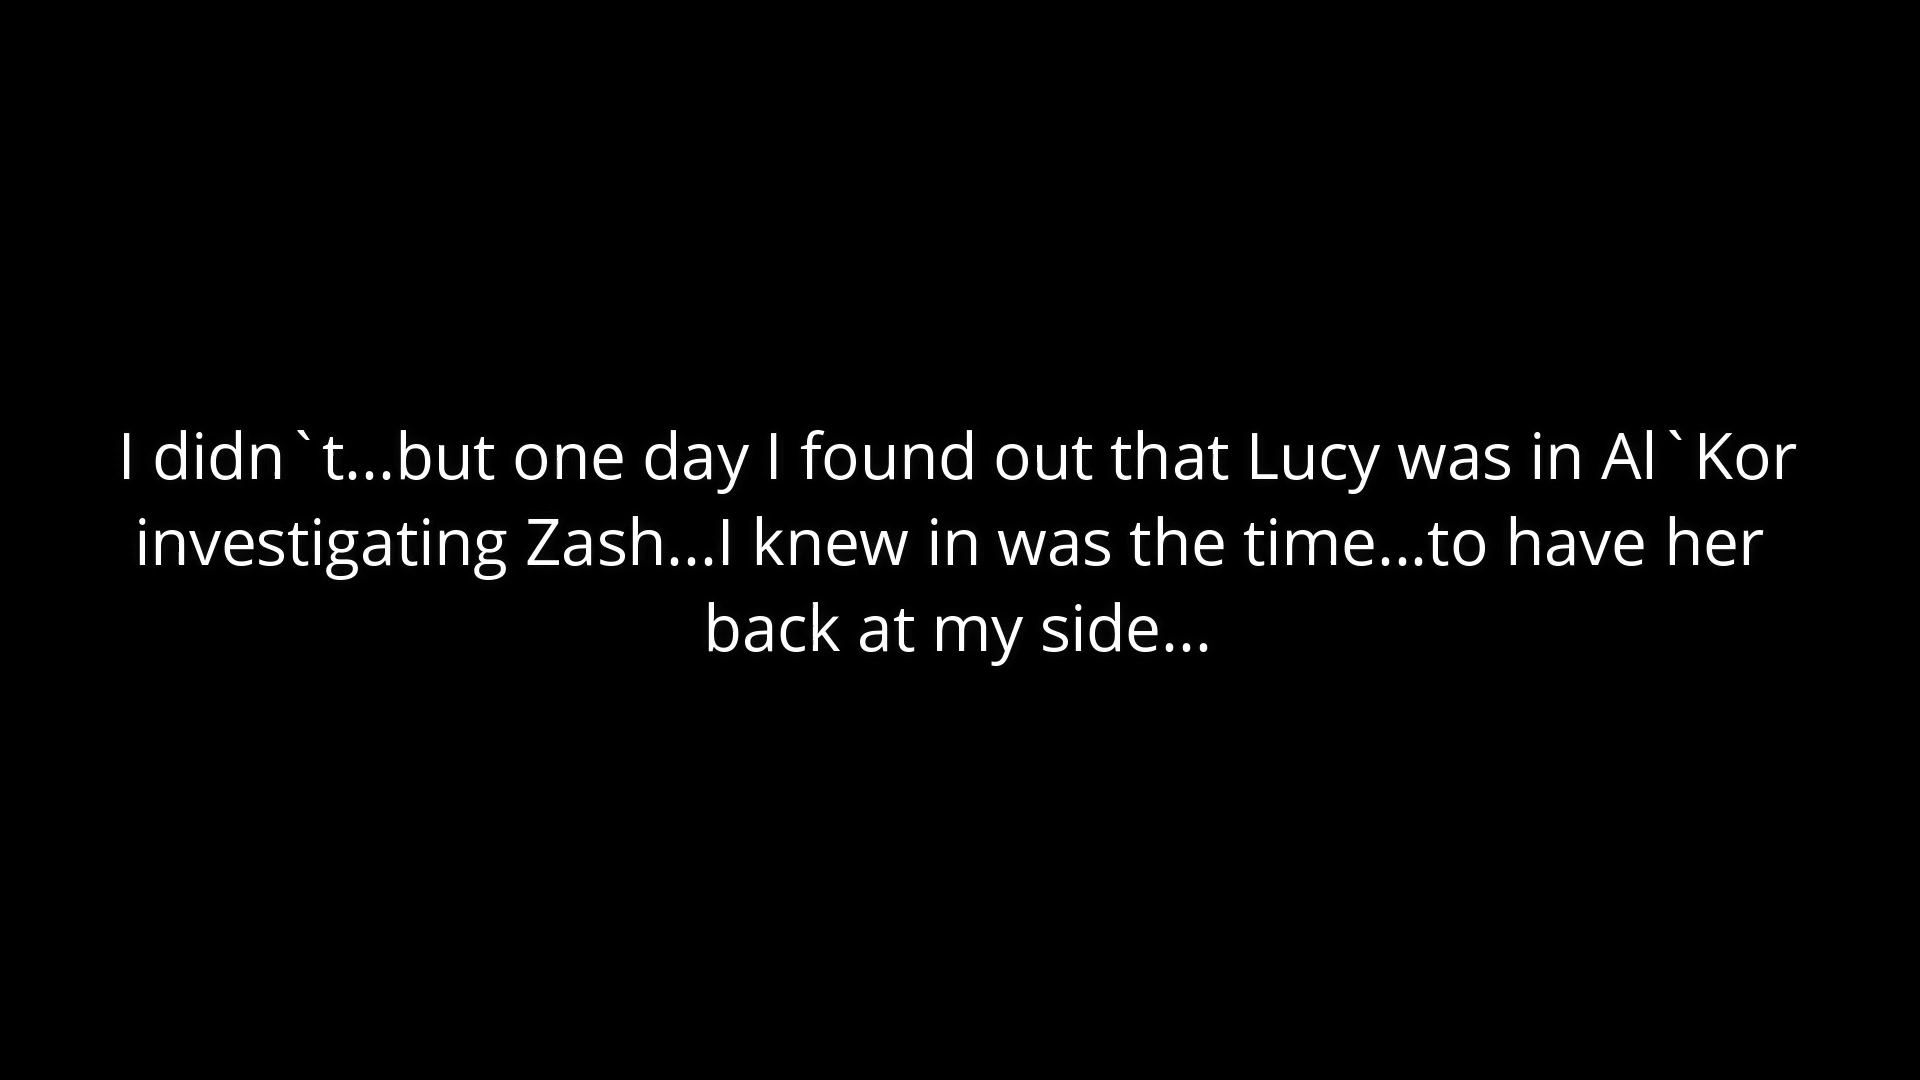 I didn`t...but one day I found out that Lucy was in Al`Kor
investigating Zash...I knew in was the time...to have her
back at my side...